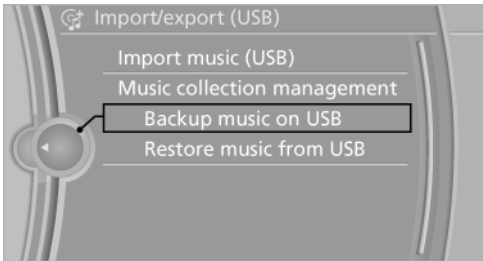 Import/export (USB)
Import music (USB)
Music collection management
Backup music on USB
Restore music from USB